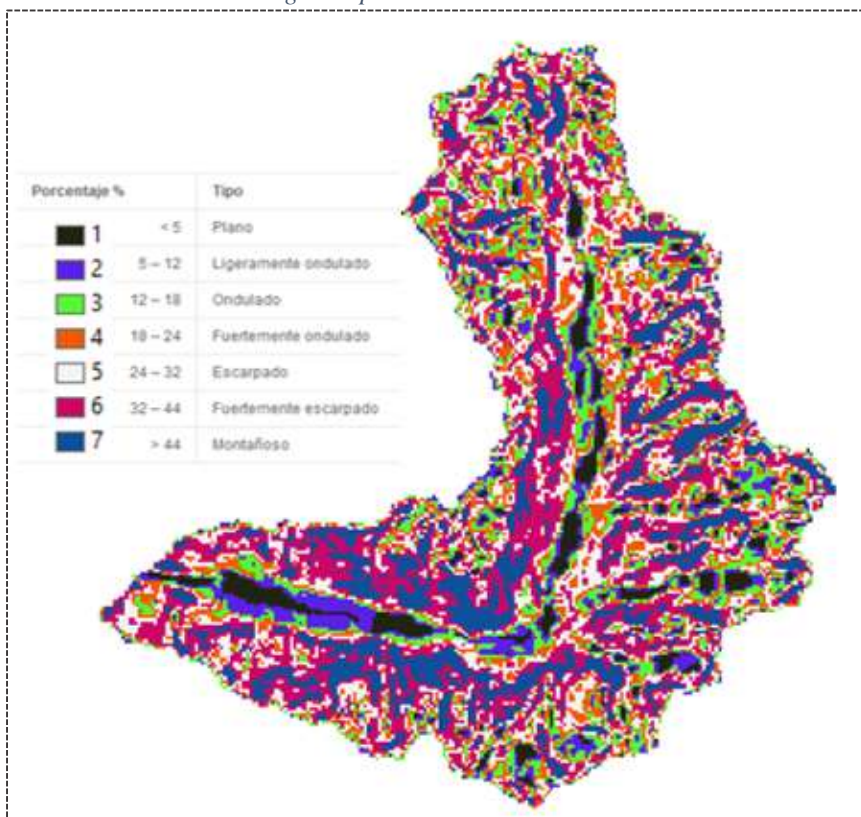 Porcentaje % Tipo
1 < 5 Plano
2 5 – 12 Ligeramente ondulado
3 12 – 18 Ondulado
4 18 – 24 Fuertemente ondulado
5 24 – 32 Escarpado
6 32 – 44 Fuertemente escarpado
7 > 44 Montañoso